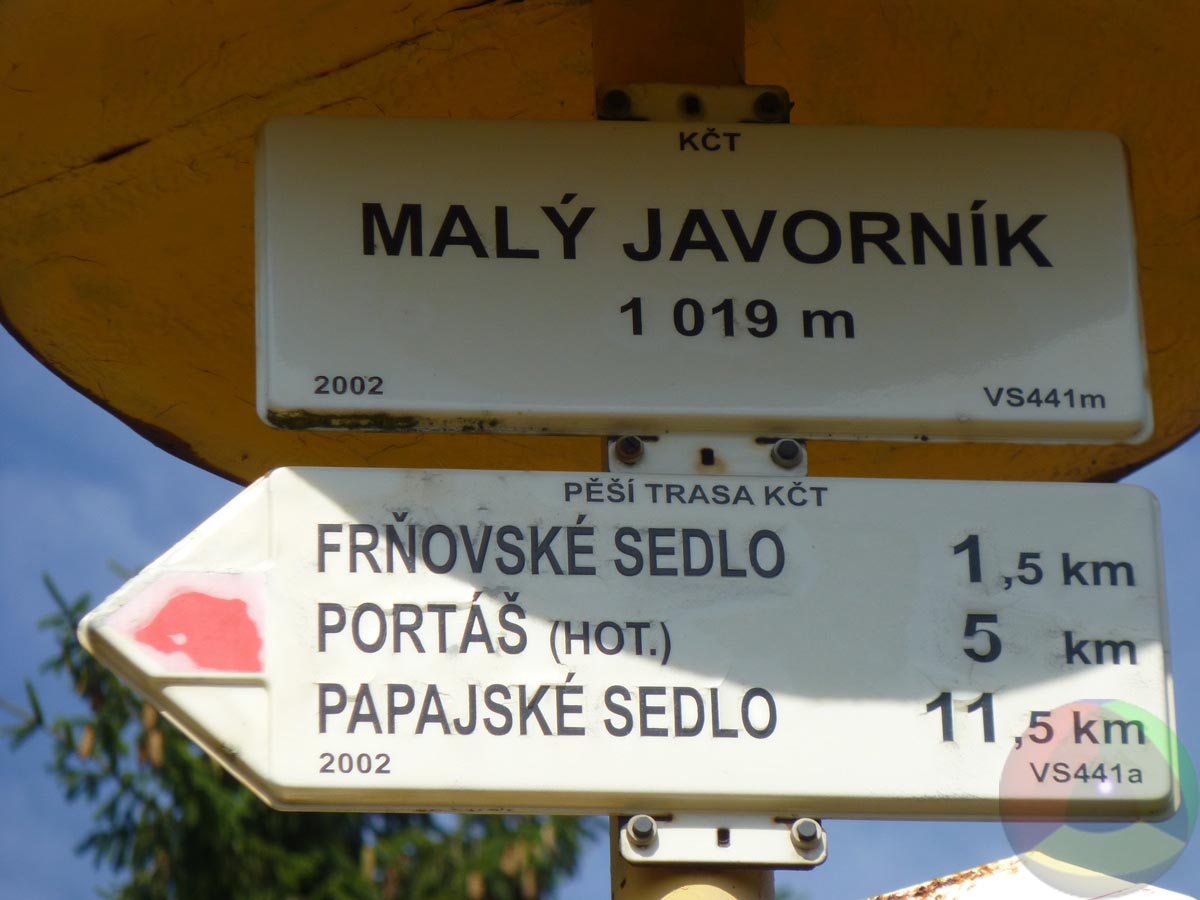 KČT
MALÝ JAVORNÍK
1 019 m
2002 VS441m
PĚŠÍ TRASA KČT
FRŇOVSKÉ SEDLO 1,5 km
PORTÁŠ (HOT.) 5 km
PAPAJSKÉ SEDLO 11,5 km
2002 VS441a